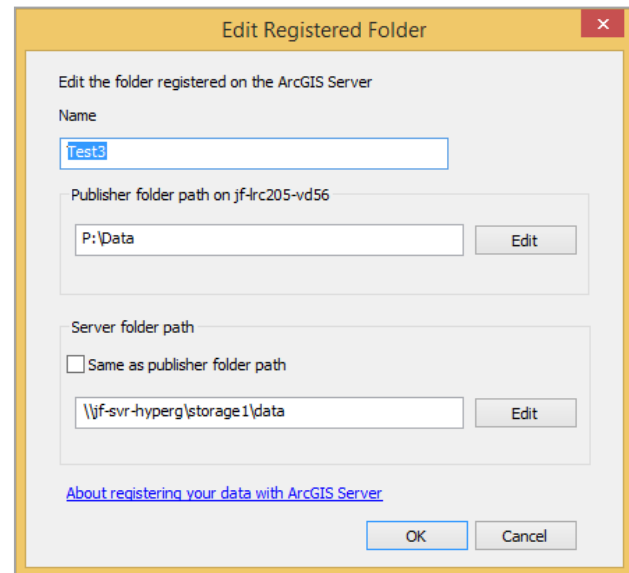 Edit Registered Folder
Edit the folder registered on the ArcGIS Server
Name
Test3
Publisher folder path on jf-lrc205-vd56
P:\Data
Edit
Server folder path
Same as publisher folder path
\\jf-svr-hyperg\storage1\data
Edit
About registering your data with ArcGIS Server
OK Cancel